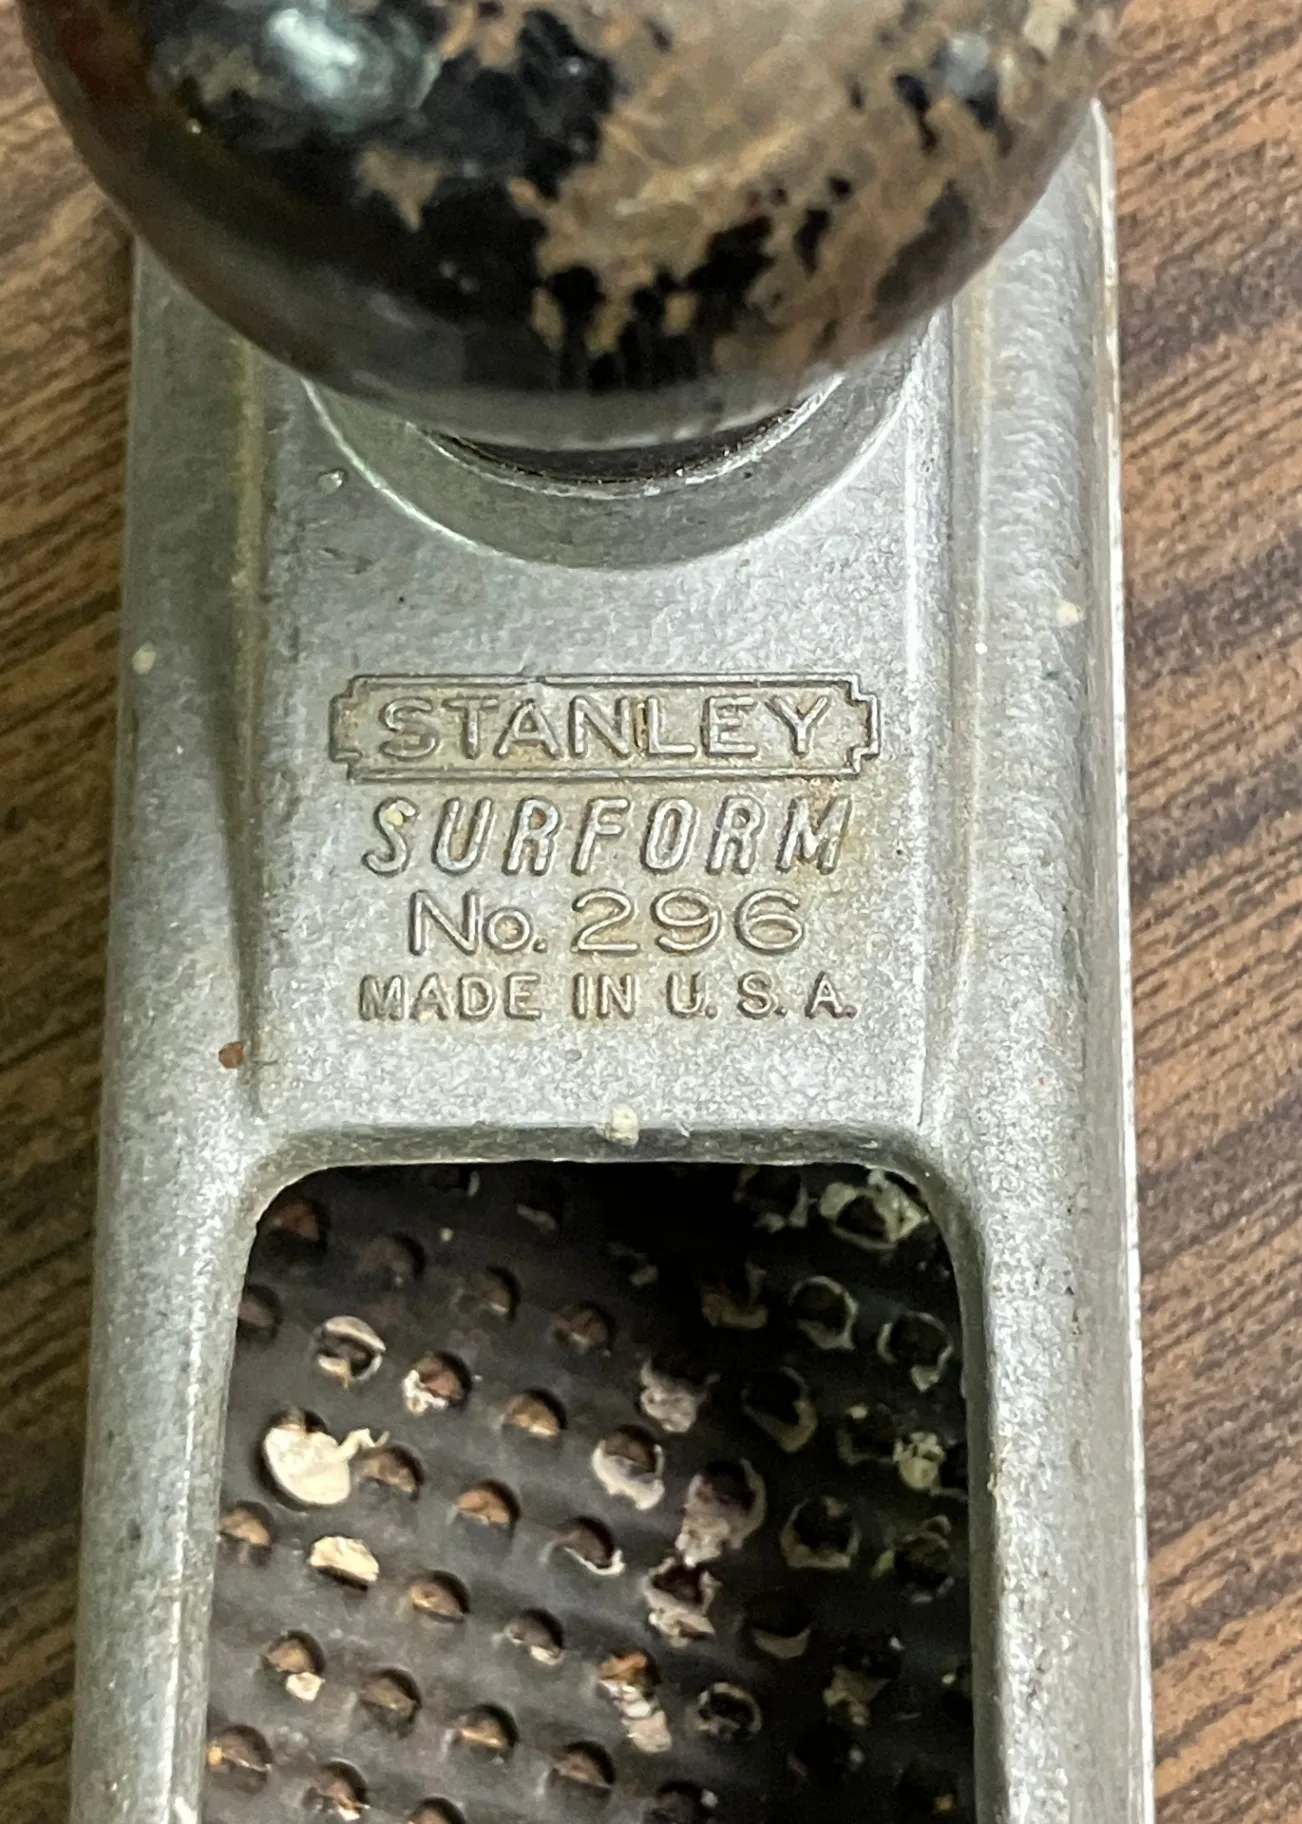 STANLEY
SURFORM
No. 296
MADE IN U.S.A.